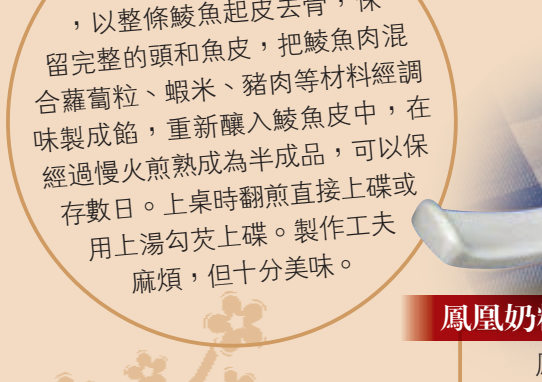 ，以整條鯪魚起皮去骨，保
留完整的頭和魚皮，把鯪魚肉混
合蘿蔔粒、蝦米、豬肉等材料經調
味製成餡，重新釀入鯪魚皮中，在
經過慢火煎熟成為半成品，可以保
存數日。上桌時翻煎直接上碟或
用上湯勾芡上碟。製作工夫
麻煩，但十分美味。
鳳凰奶